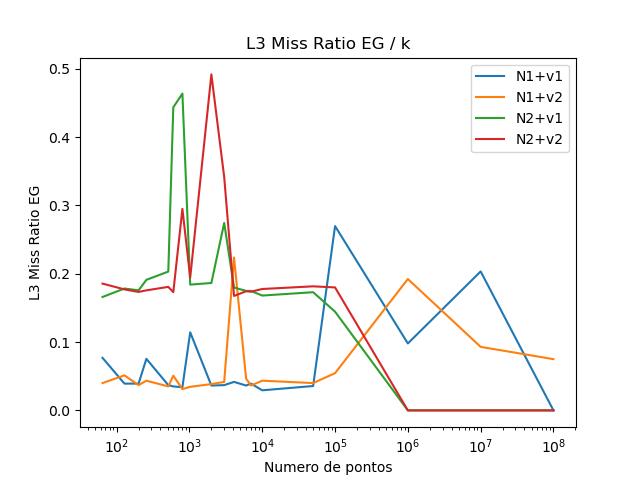 L3 Miss Ratio EG / k
L3 Miss Ratio EG
0.5
0.4
0.3
0.2
0.1
0.0
N1+v1
N1+v2
N2+v1
N2+v2
10² 10³ 10⁴ 10⁵ 10⁶ 10⁷ 10⁸
Numero de pontos